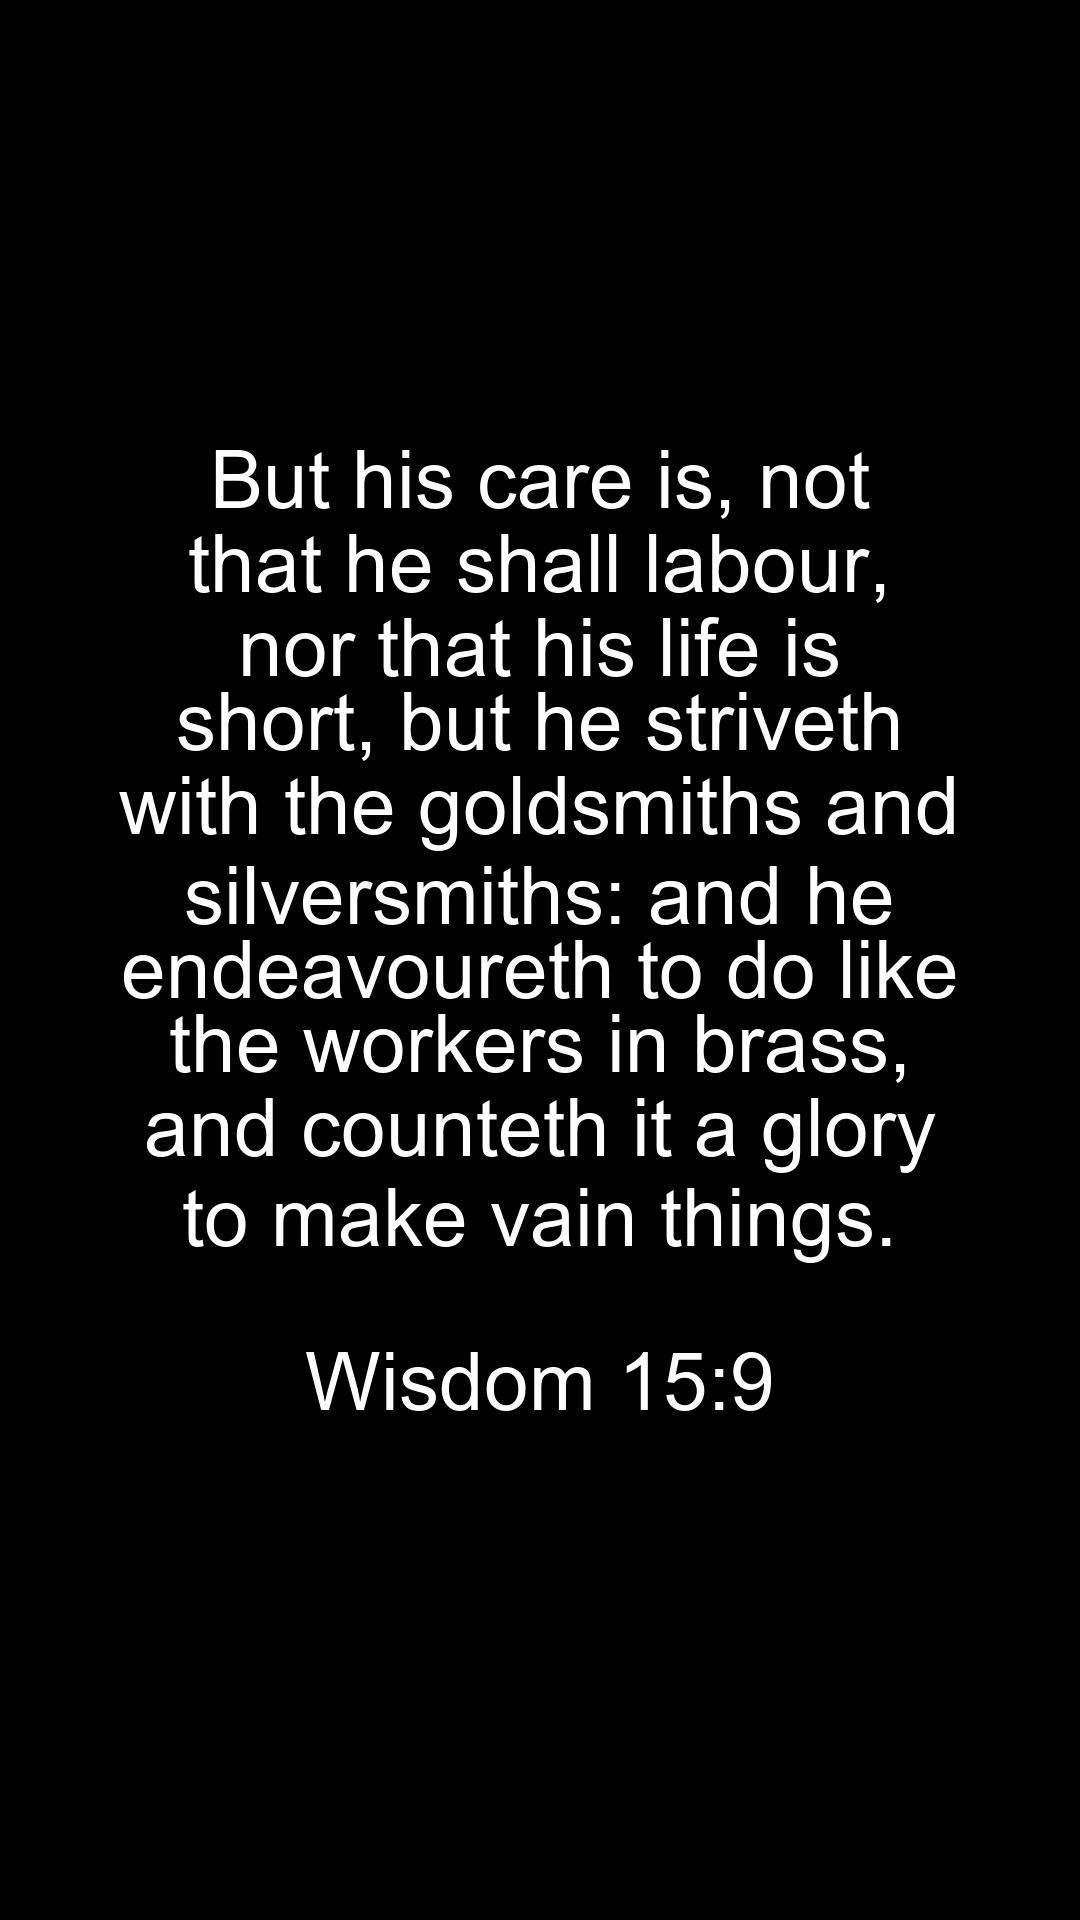 But his care is, not
that he shall labour,
nor that his life is
short, but he striveth
with the goldsmiths and
silversmiths: and he
endeavoureth to do like
the workers in brass,
and counteth it a glory
to make vain things.
Wisdom 15:9